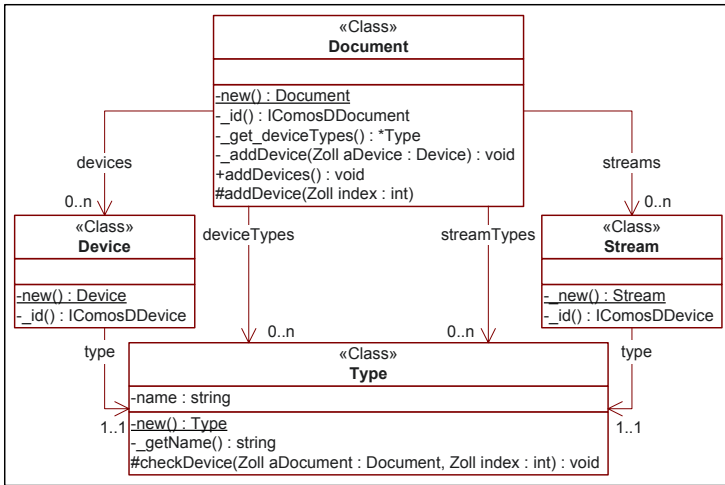 «Class»
Document
-new() : Document
-_id() : IComosDDocument
-_get_deviceTypes() : *Type
-_addDevice(Zoll aDevice : Device) : void
+addDevices() : void
#addDevice(Zoll index : int)
devices
streams
0..n
0..n
«Class»
Device
-new() : Device
-_id() : IComosDDevice
deviceTypes
streamTypes
«Class»
Stream
-_new() : Stream
-_id() : IComosDDevice
type
0..n
0..n
type
«Class»
Type
-name : string
-new() : Type
-_getName() : string
#checkDevice(Zoll aDocument : Document, Zoll index : int) : void
1..1
1..1